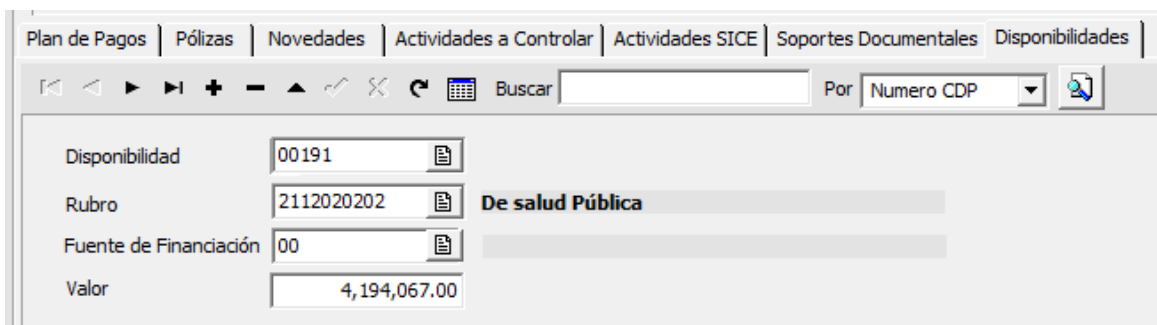 Plan de Pagos Pólizas Novedades Actividades a Controlar Actividades SICE Soportes Documentales Disponibilidades
Buscar Por Numero CDP
Disponibilidad 00191
Rubro 2112020202 De salud Pública
Fuente de Financiación 00
Valor 4,194,067.00